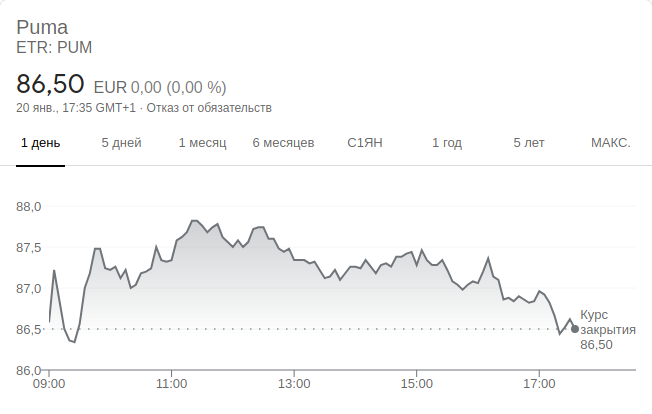 Puma
ETR: PUM
86,50 EUR 0,00 (0,00 %)
20 янв., 17:35 GMT+1 · Отказ от обязательств
1 день 5 дней 1 месяц 6 месяцев С1ЯН 1 год 5 лет МАКС.
88,0
87,5
87,0
86,5
86,0
Курс
закрытия
86,50
09:00 11:00 13:00 15:00 17:00